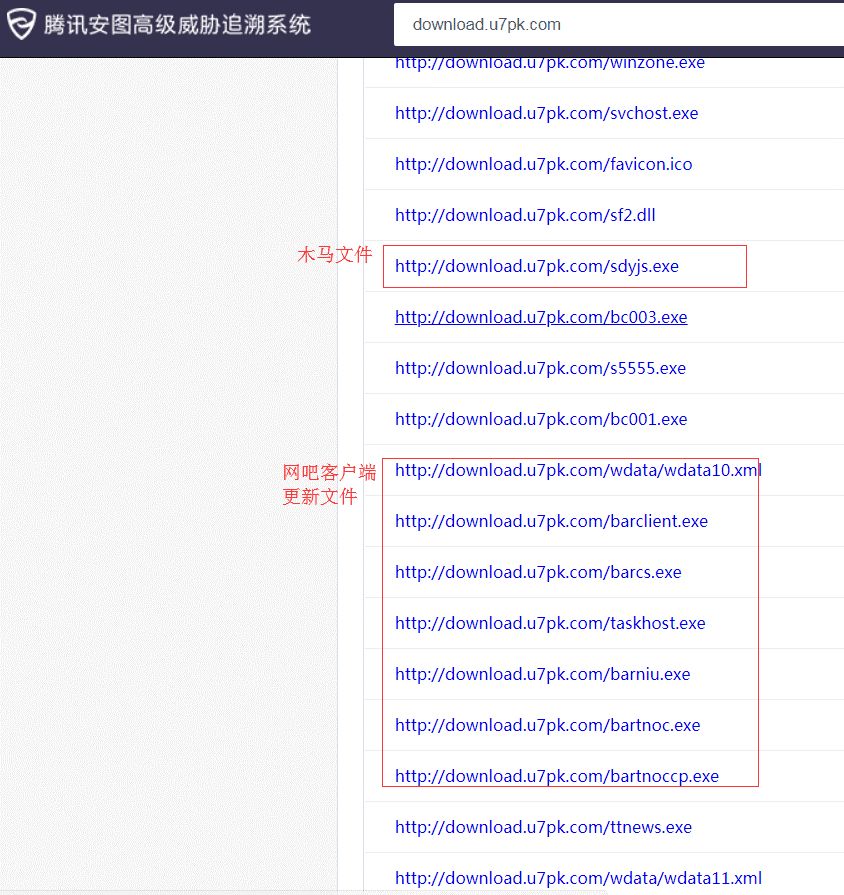 腾讯安图高级威胁追溯系统
download.u7pk.com
http://download.u7pk.com/winzone.exe
http://download.u7pk.com/svchost.exe
http://download.u7pk.com/favicon.ico
http://download.u7pk.com/sf2.dll
木马文件
http://download.u7pk.com/sdyjs.exe
http://download.u7pk.com/bc003.exe
http://download.u7pk.com/s5555.exe
http://download.u7pk.com/bc001.exe
网吧客户端
更新文件
http://download.u7pk.com/wdata/wdata10.xml
http://download.u7pk.com/barclient.exe
http://download.u7pk.com/barcs.exe
http://download.u7pk.com/taskhost.exe
http://download.u7pk.com/barniu.exe
http://download.u7pk.com/bartnoc.exe
http://download.u7pk.com/bartnoccp.exe
http://download.u7pk.com/ttnews.exe
http://download.u7pk.com/wdata/wdata11.xml